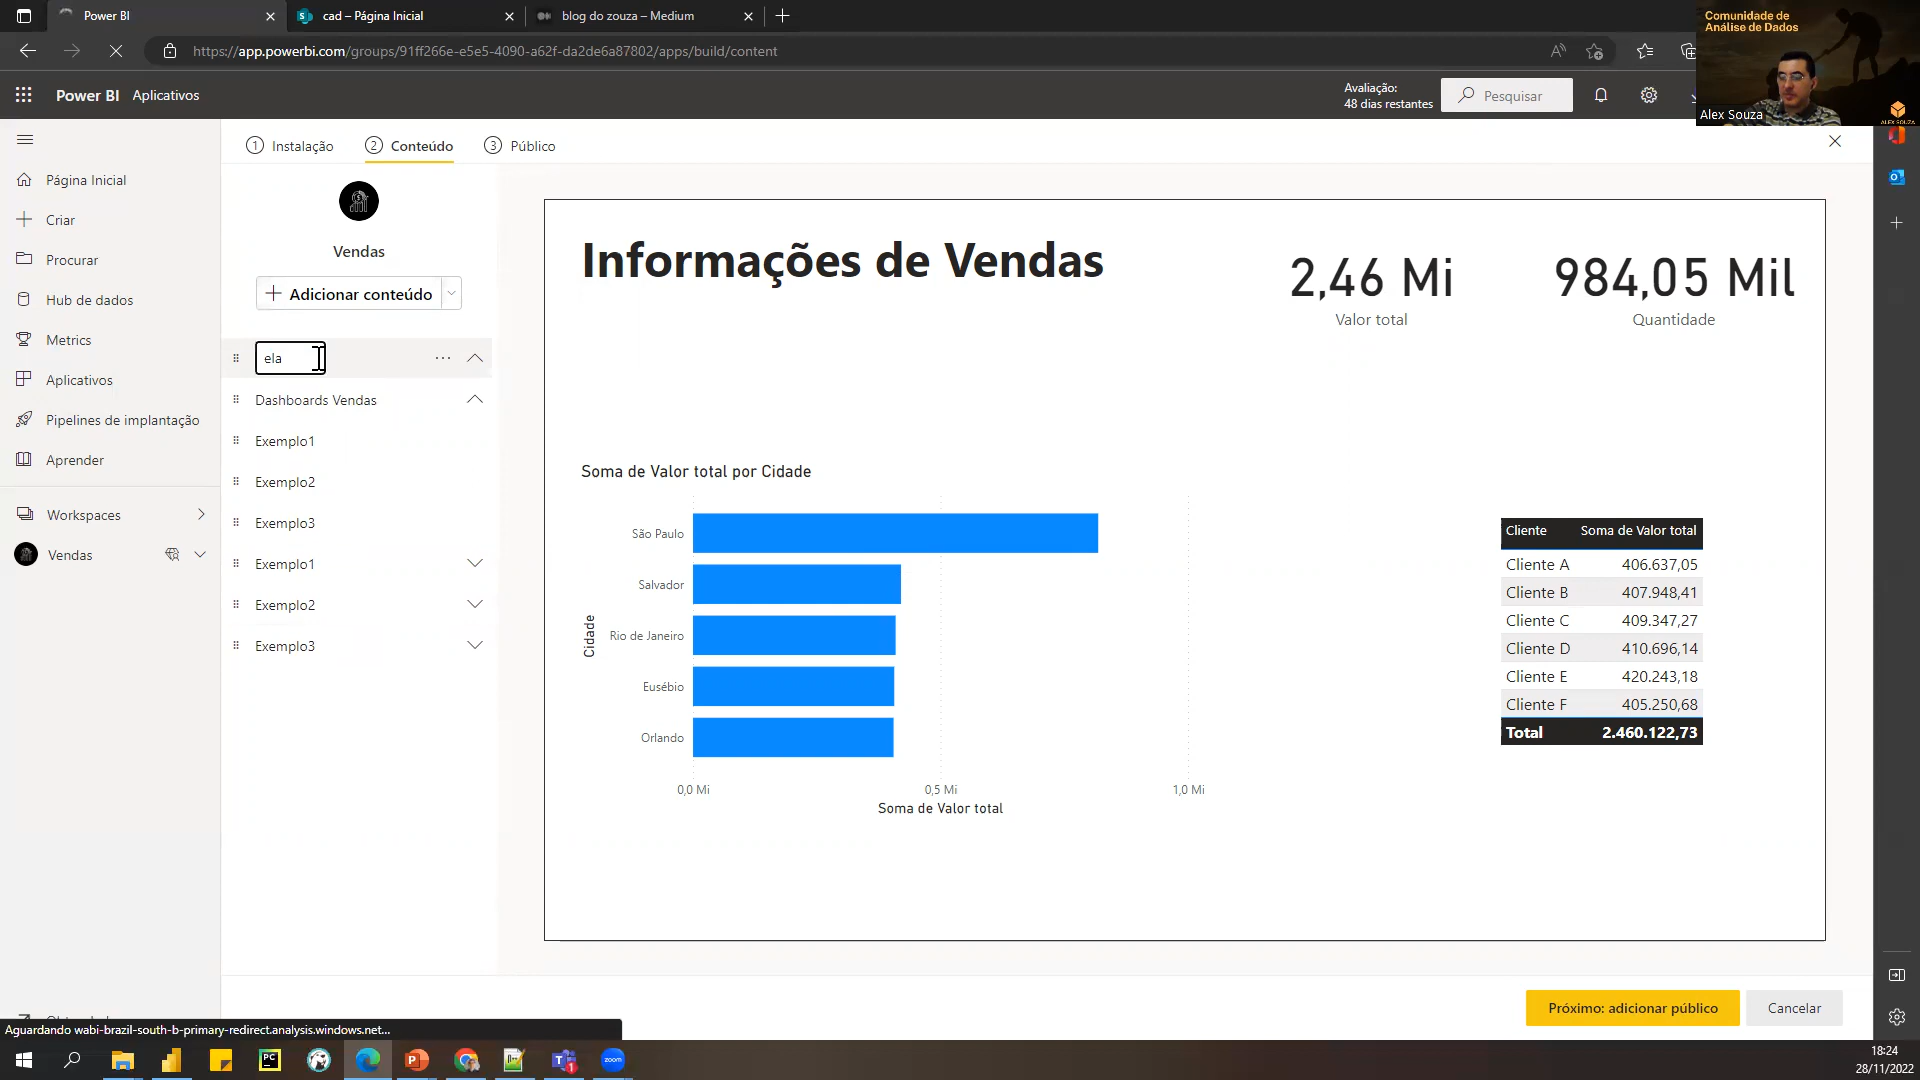 Power BI
cad – Página Inicial
blog do zouza – Medium
https://app.powerbi.com/groups/91ff266e-e5e5-4090-a62f-da2de6a87802/apps/build/content
Comunidade de
Análise de Dados
Alex Souza
ALEX SOUZA
Power BI Aplicativos
Avaliação:
48 dias restantes
Pesquisar
Página Inicial
Criar
Procurar
Hub de dados
Metrics
Aplicativos
Pipelines de implantação
Aprender
Workspaces
Vendas
1 Instalação
2 Conteúdo
3 Público
Vendas
Adicionar conteúdo
ela
Dashboards Vendas
Exemplo1
Exemplo2
Exemplo3
Exemplo1
Exemplo2
Exemplo3
Informações de Vendas
2,46 Mi
Valor total
984,05 Mil
Quantidade
Soma de Valor total por Cidade
Cidade
São Paulo
Salvador
Rio de Janeiro
Eusébio
Orlando
0,0 Mi 0,5 Mi 1,0 Mi
Soma de Valor total
Cliente Soma de Valor total
Cliente A 406.637,05
Cliente B 407.948,41
Cliente C 409.347,27
Cliente D 410.696,14
Cliente E 420.243,18
Cliente F 405.250,68
Total 2.460.122,73
Próximo: adicionar público
Cancelar
Aguardando wabi-brazil-south-b-primary-redirect.analysis.windows.net...
PC
P
T
1
zoom
18:24
28/11/2022